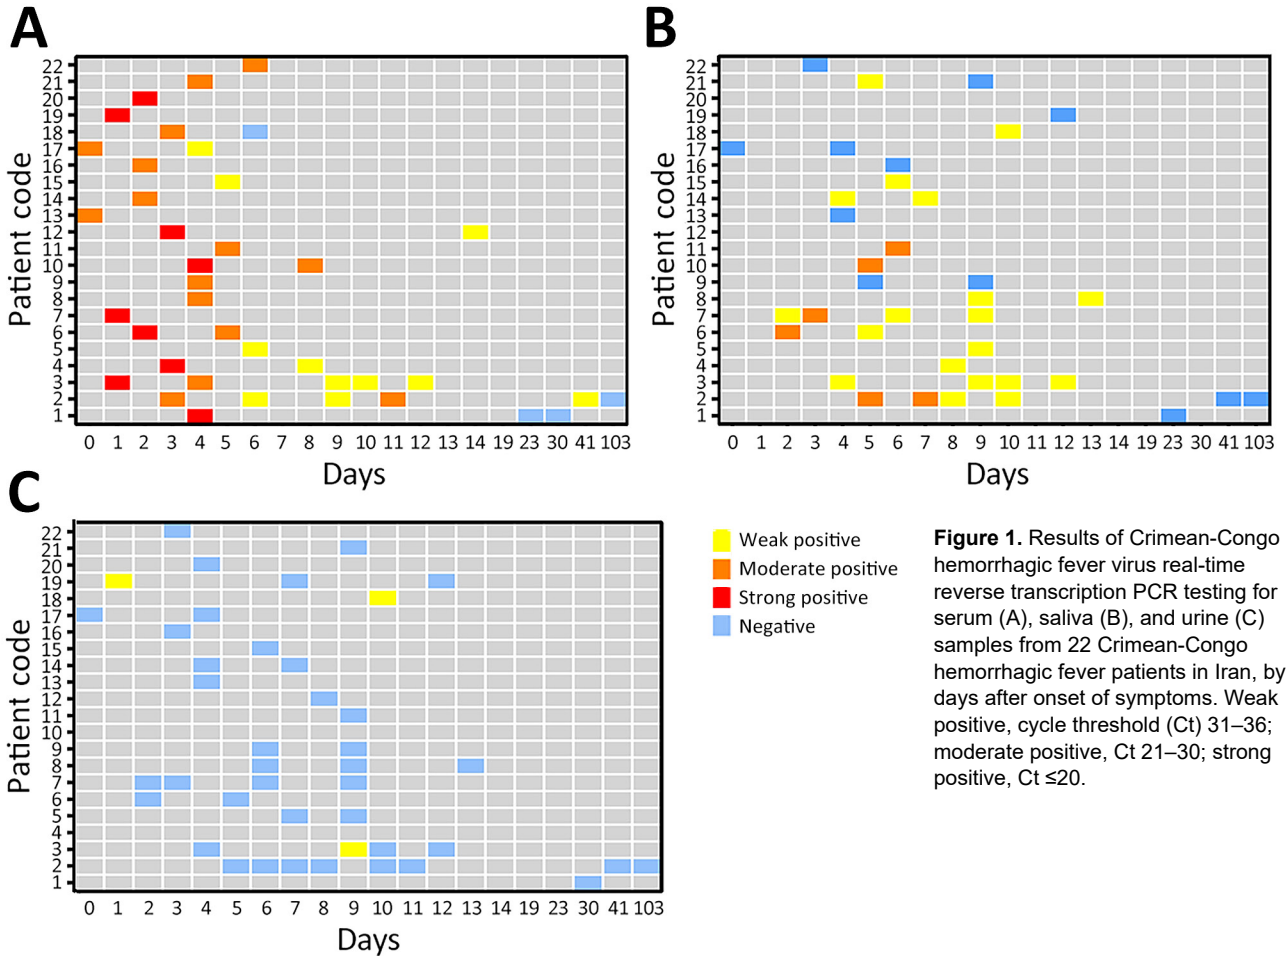 A
22
21
20
19
18
17
16
15
14
13
12
11
10
9
8
7
6
5
4
3
2
1
Patient code
0 1 2 3 4 5 6 7 8 9 10 11 12 13 14 19 23 30 41 103
Days
B
22
21
20
19
18
17
16
15
14
13
12
11
10
9
8
7
6
5
4
3
2
1
Patient code
0 1 2 3 4 5 6 7 8 9 10 11 12 13 14 19 23 30 41 103
Days
C
22
21
20
19
18
17
16
15
14
13
12
11
10
9
8
7
6
5
4
3
2
1
Patient code
0 1 2 3 4 5 6 7 8 9 10 11 12 13 14 19 23 30 41 103
Days
Weak positive
Moderate positive
Strong positive
Negative
Figure 1. Results of Crimean-Congo
hemorrhagic fever virus real-time
reverse transcription PCR testing for
serum (A), saliva (B), and urine (C)
samples from 22 Crimean-Congo
hemorrhagic fever patients in Iran, by
days after onset of symptoms. Weak
positive, cycle threshold (Ct) 31–36;
moderate positive, Ct 21–30; strong
positive, Ct ≤20.